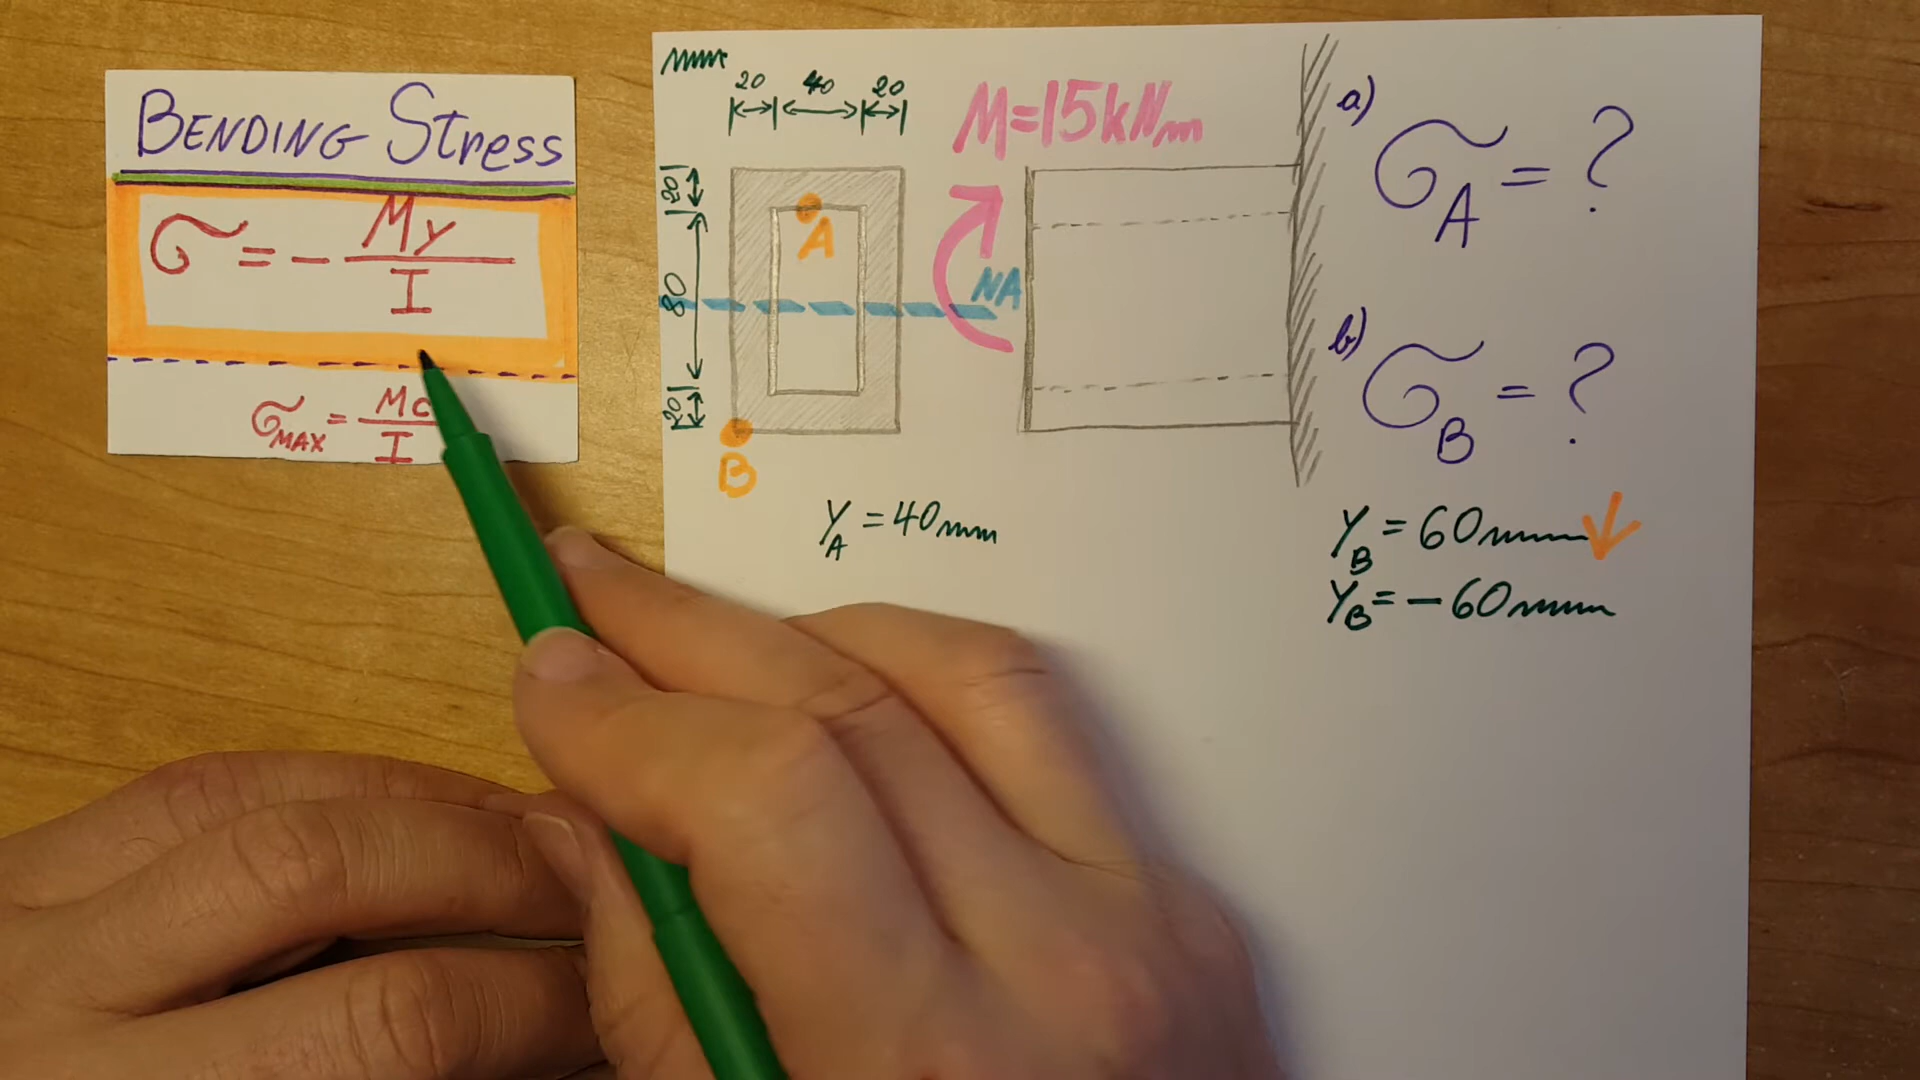 BENDING Stress
σ = - My / I
σMAX = Mc / I
mm
20 40 20
M=15kNm
20
80
20
A
NA
B
a)
σA = ?
b)
σB = ?
yA = 40mm
yB = 60mm ↓
yB = -60mm